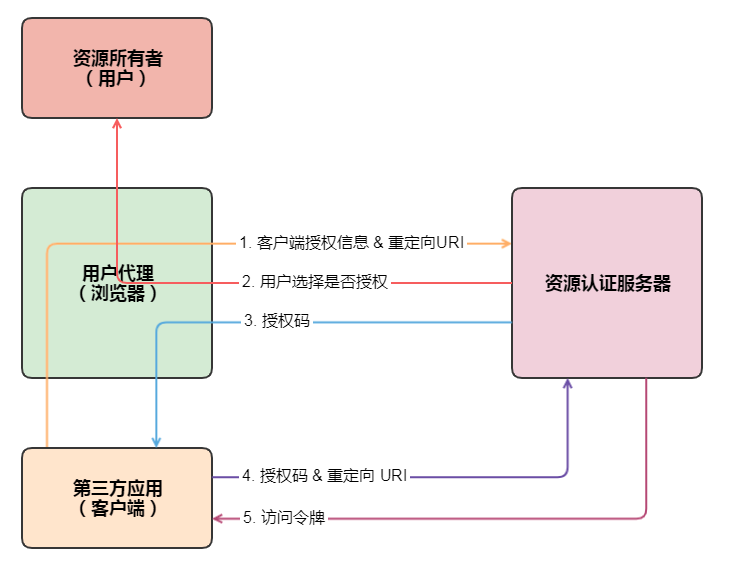 资源所有者
（用户）
1. 客户端授权信息 & 重定向URI
用户代理
（浏览器）
2. 用户选择是否授权
资源认证服务器
3. 授权码
4. 授权码 & 重定向 URI
第三方应用
（客户端）
5. 访问令牌